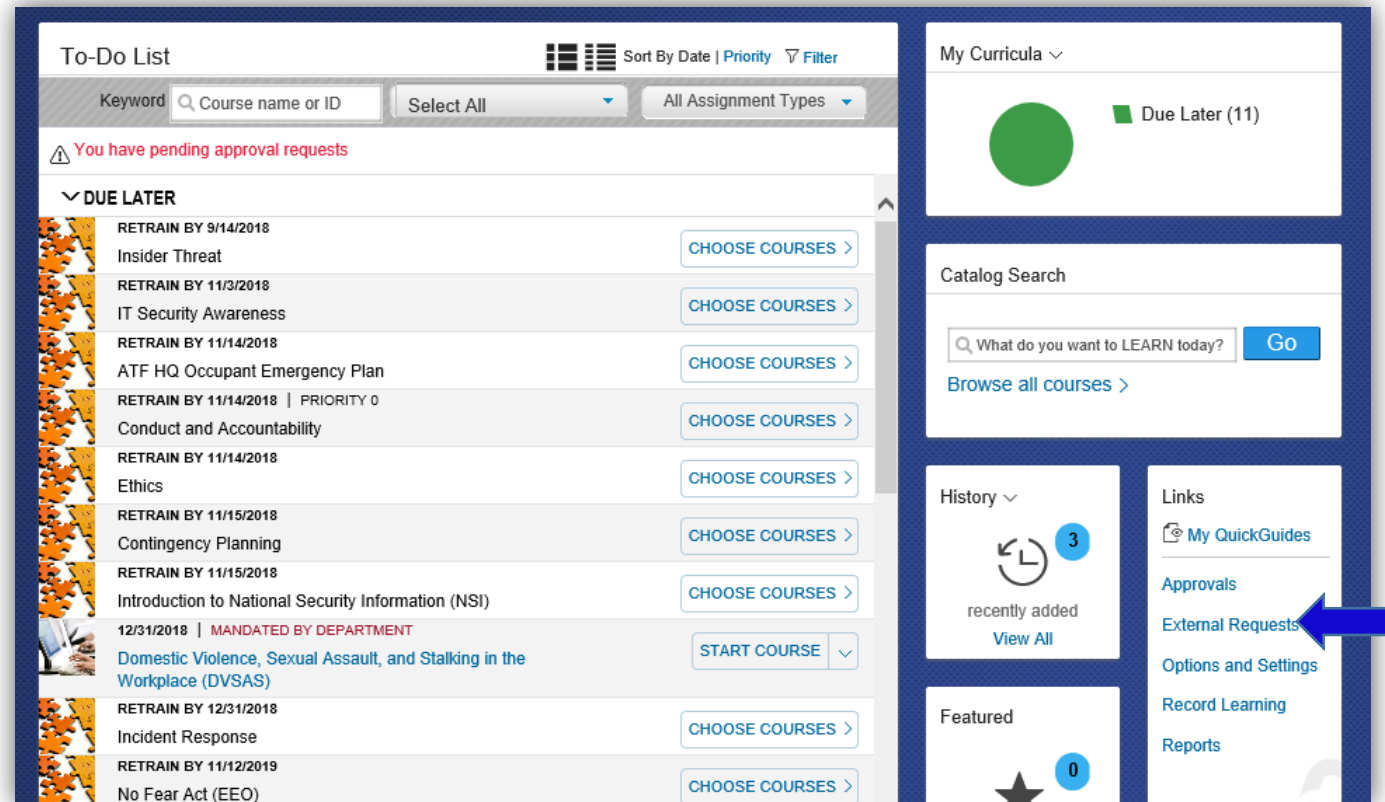 To-Do List
Sort By Date | Priority Filter
Keyword Course name or ID Select All All Assignment Types
You have pending approval requests
DUE LATER
RETRAIN BY 9/14/2018
Insider Threat
CHOOSE COURSES >
RETRAIN BY 11/3/2018
IT Security Awareness
CHOOSE COURSES >
RETRAIN BY 11/14/2018
ATF HQ Occupant Emergency Plan
CHOOSE COURSES >
RETRAIN BY 11/14/2018 | PRIORITY 0
Conduct and Accountability
CHOOSE COURSES >
RETRAIN BY 11/14/2018
Ethics
CHOOSE COURSES >
RETRAIN BY 11/15/2018
Contingency Planning
CHOOSE COURSES >
RETRAIN BY 11/15/2018
Introduction to National Security Information (NSI)
CHOOSE COURSES >
12/31/2018 | MANDATED BY DEPARTMENT
Domestic Violence, Sexual Assault, and Stalking in the
Workplace (DVSAS)
START COURSE
RETRAIN BY 12/31/2018
Incident Response
CHOOSE COURSES >
RETRAIN BY 11/12/2019
No Fear Act (EEO)
CHOOSE COURSES >
My Curricula
Due Later (11)
Catalog Search
What do you want to LEARN today? Go
Browse all courses >
History
3
recently added
View All
Featured
0
Links
My QuickGuides
Approvals
External Requests
Options and Settings
Record Learning
Reports